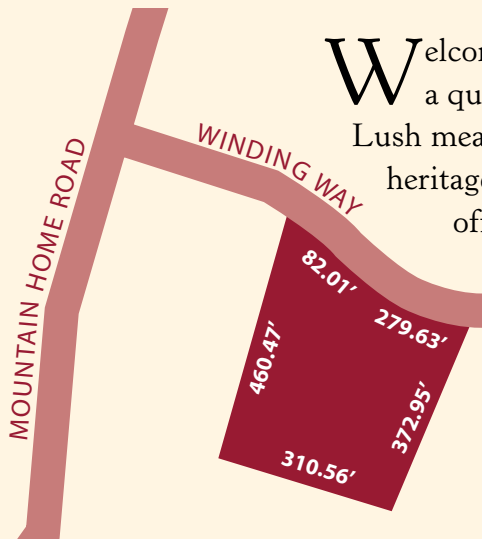 MOUNTAIN HOME ROAD
WINDING WAY
Welco
a qu
Lush mea
heritage
of
82.01′
279.63′
460.47′
372.95′
310.56′